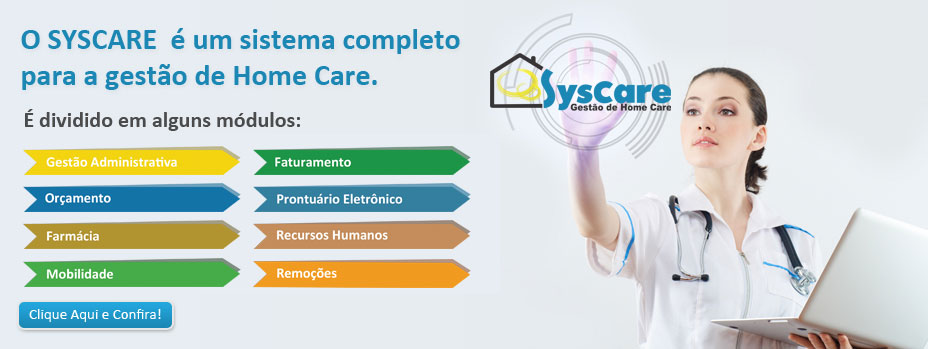 O SYSCARE é um sistema completo
para a gestão de Home Care.
É dividido em alguns módulos:
Gestão Administrativa
Faturamento
Orçamento
Prontuário Eletrônico
Farmácia
Recursos Humanos
Mobilidade
Remoções
Clique Aqui e Confira!
SysCare
Gestão de Home Care